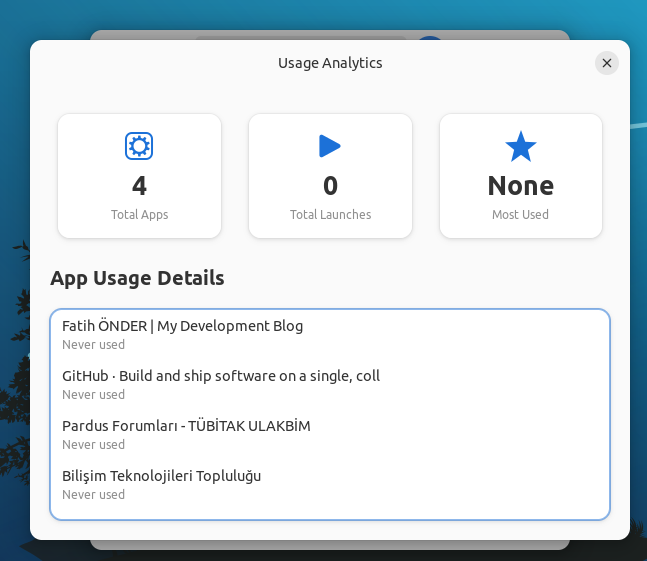 Usage Analytics
4
Total Apps
0
Total Launches
None
Most Used
App Usage Details
Fatih ÖNDER | My Development Blog
Never used
GitHub · Build and ship software on a single, coll
Never used
Pardus Forumları - TÜBİTAK ULAKBİM
Never used
Bilişim Teknolojileri Topluluğu
Never used